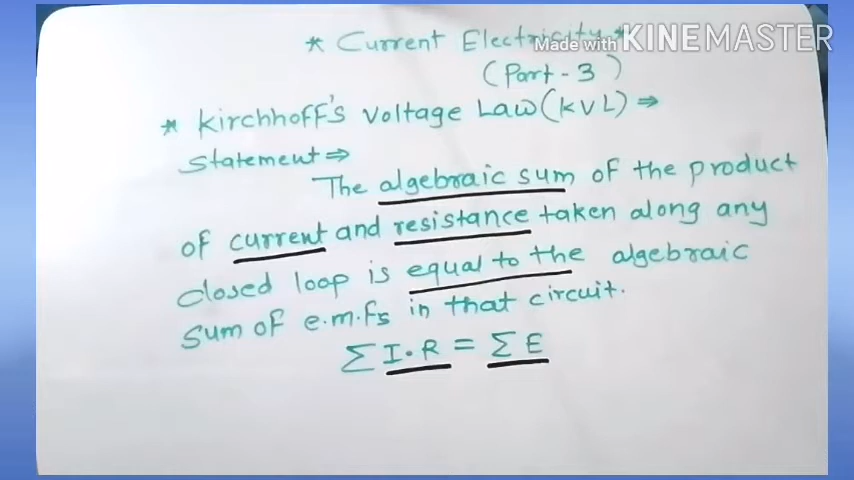 * Current Electricity *
Made with KINEMASTER
(Part - 3)
* Kirchhoff's Voltage Law (KVL) ⇒
Statement ⇒
The algebraic sum of the product
of current and resistance taken along any
closed loop is equal to the algebraic
sum of e.m.fs in that circuit.
∑ I·R = ∑ E